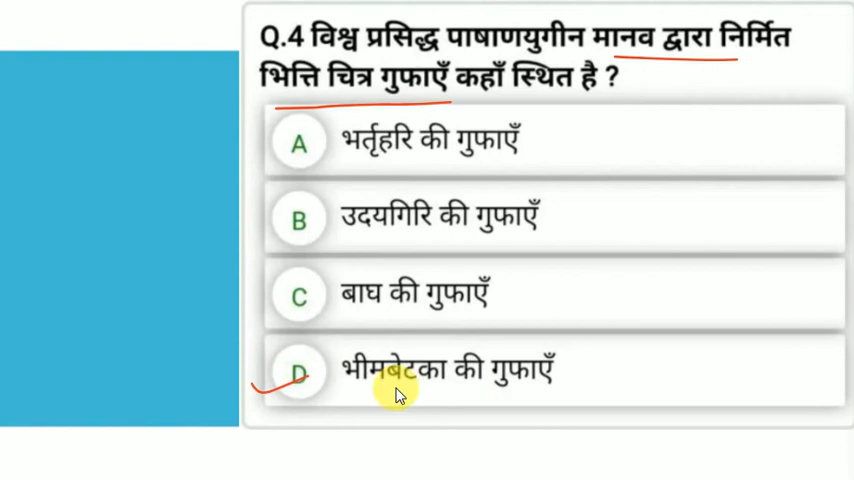 Q.4 विश्व प्रसिद्ध पाषाणयुगीन मानव द्वारा निर्मित
भित्ति चित्र गुफाएँ कहाँ स्थित है ?
A भर्तृहरि की गुफाएँ
B उदयगिरि की गुफाएँ
C बाघ की गुफाएँ
D भीमबेटका की गुफाएँ